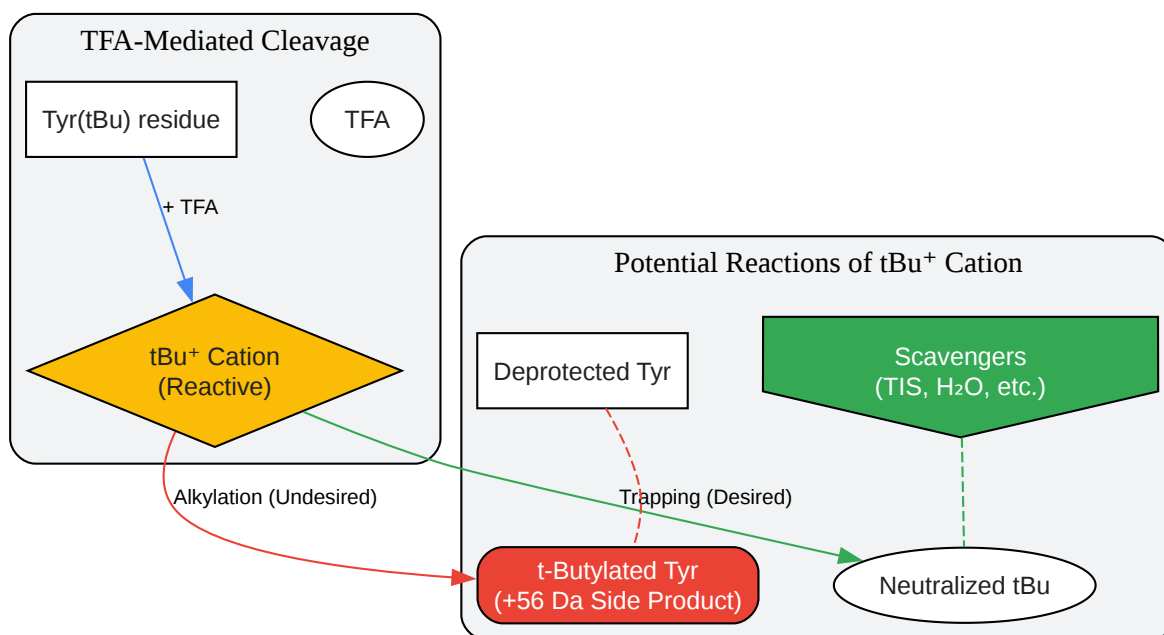 TFA-Mediated Cleavage
Tyr(tBu) residue
TFA
+ TFA
tBu⁺ Cation
(Reactive)
Potential Reactions of tBu⁺ Cation
Deprotected Tyr
Scavengers
(TIS, H₂O, etc.)
Alkylation (Undesired)
Trapping (Desired)
t-Butylated Tyr
(+56 Da Side Product)
Neutralized tBu